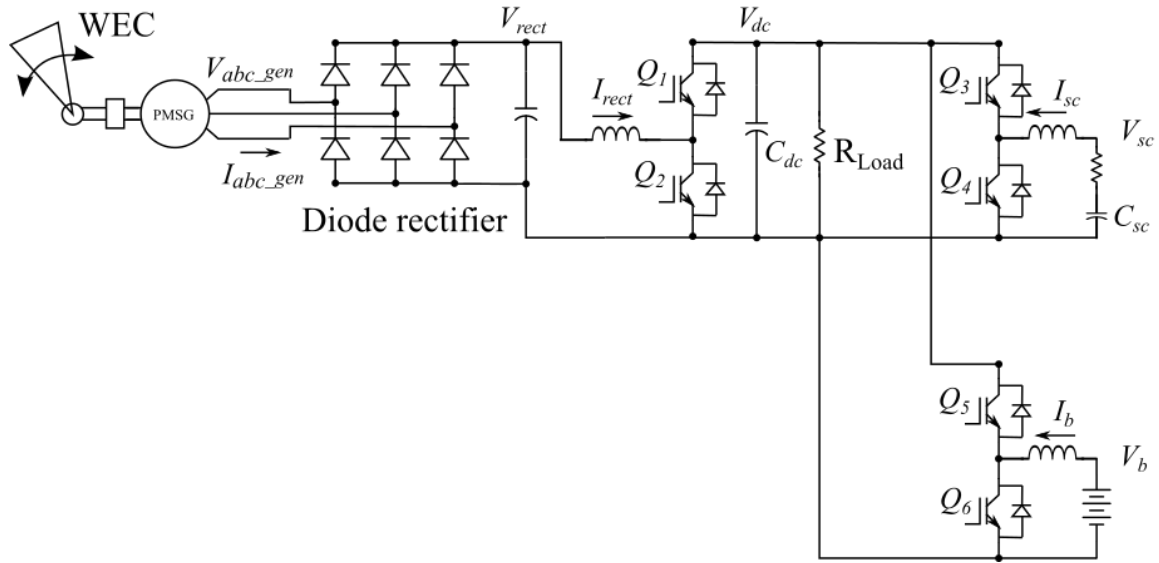 WEC
V_rect
V_dc
V_abc_gen
PMSG
I_abc_gen
Diode rectifier
I_rect
Q_1
Q_2
C_dc
R_Load
Q_3
Q_4
I_sc
V_sc
C_sc
Q_5
Q_6
I_b
V_b